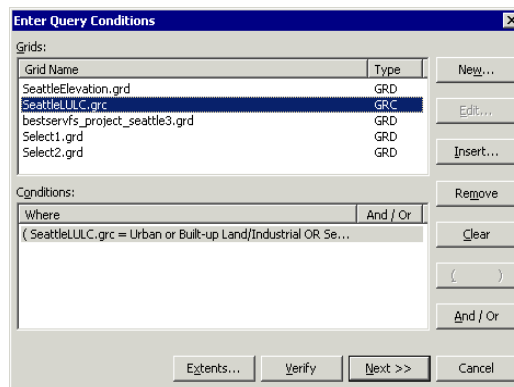 Enter Query Conditions
Grids:
Grid Name Type
New...
SeattleElevation.grd GRD
SeattleLULC.grc GRC
Edit...
bestservfs_project_seattle3.grd GRD
Select1.grd GRD
Select2.grd GRD
Insert...
Conditions:
Remove
Where And / Or
( SeattleLULC.grc = Urban or Built-up Land/Industrial OR Se...
Clear
( )
And / Or
Extents... Verify Next >> Cancel